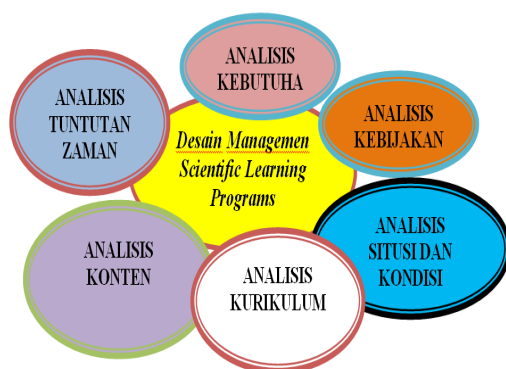 ANALISIS
KEBUTUHA
ANALISIS
TUNTUTAN
ZAMAN
ANALISIS
KEBIJAKAN
Desain Managemen
Scientific Learning
Programs
ANALISIS
KONTEN
ANALISIS
KURIKULUM
ANALISIS
SITUSI DAN
KONDISI